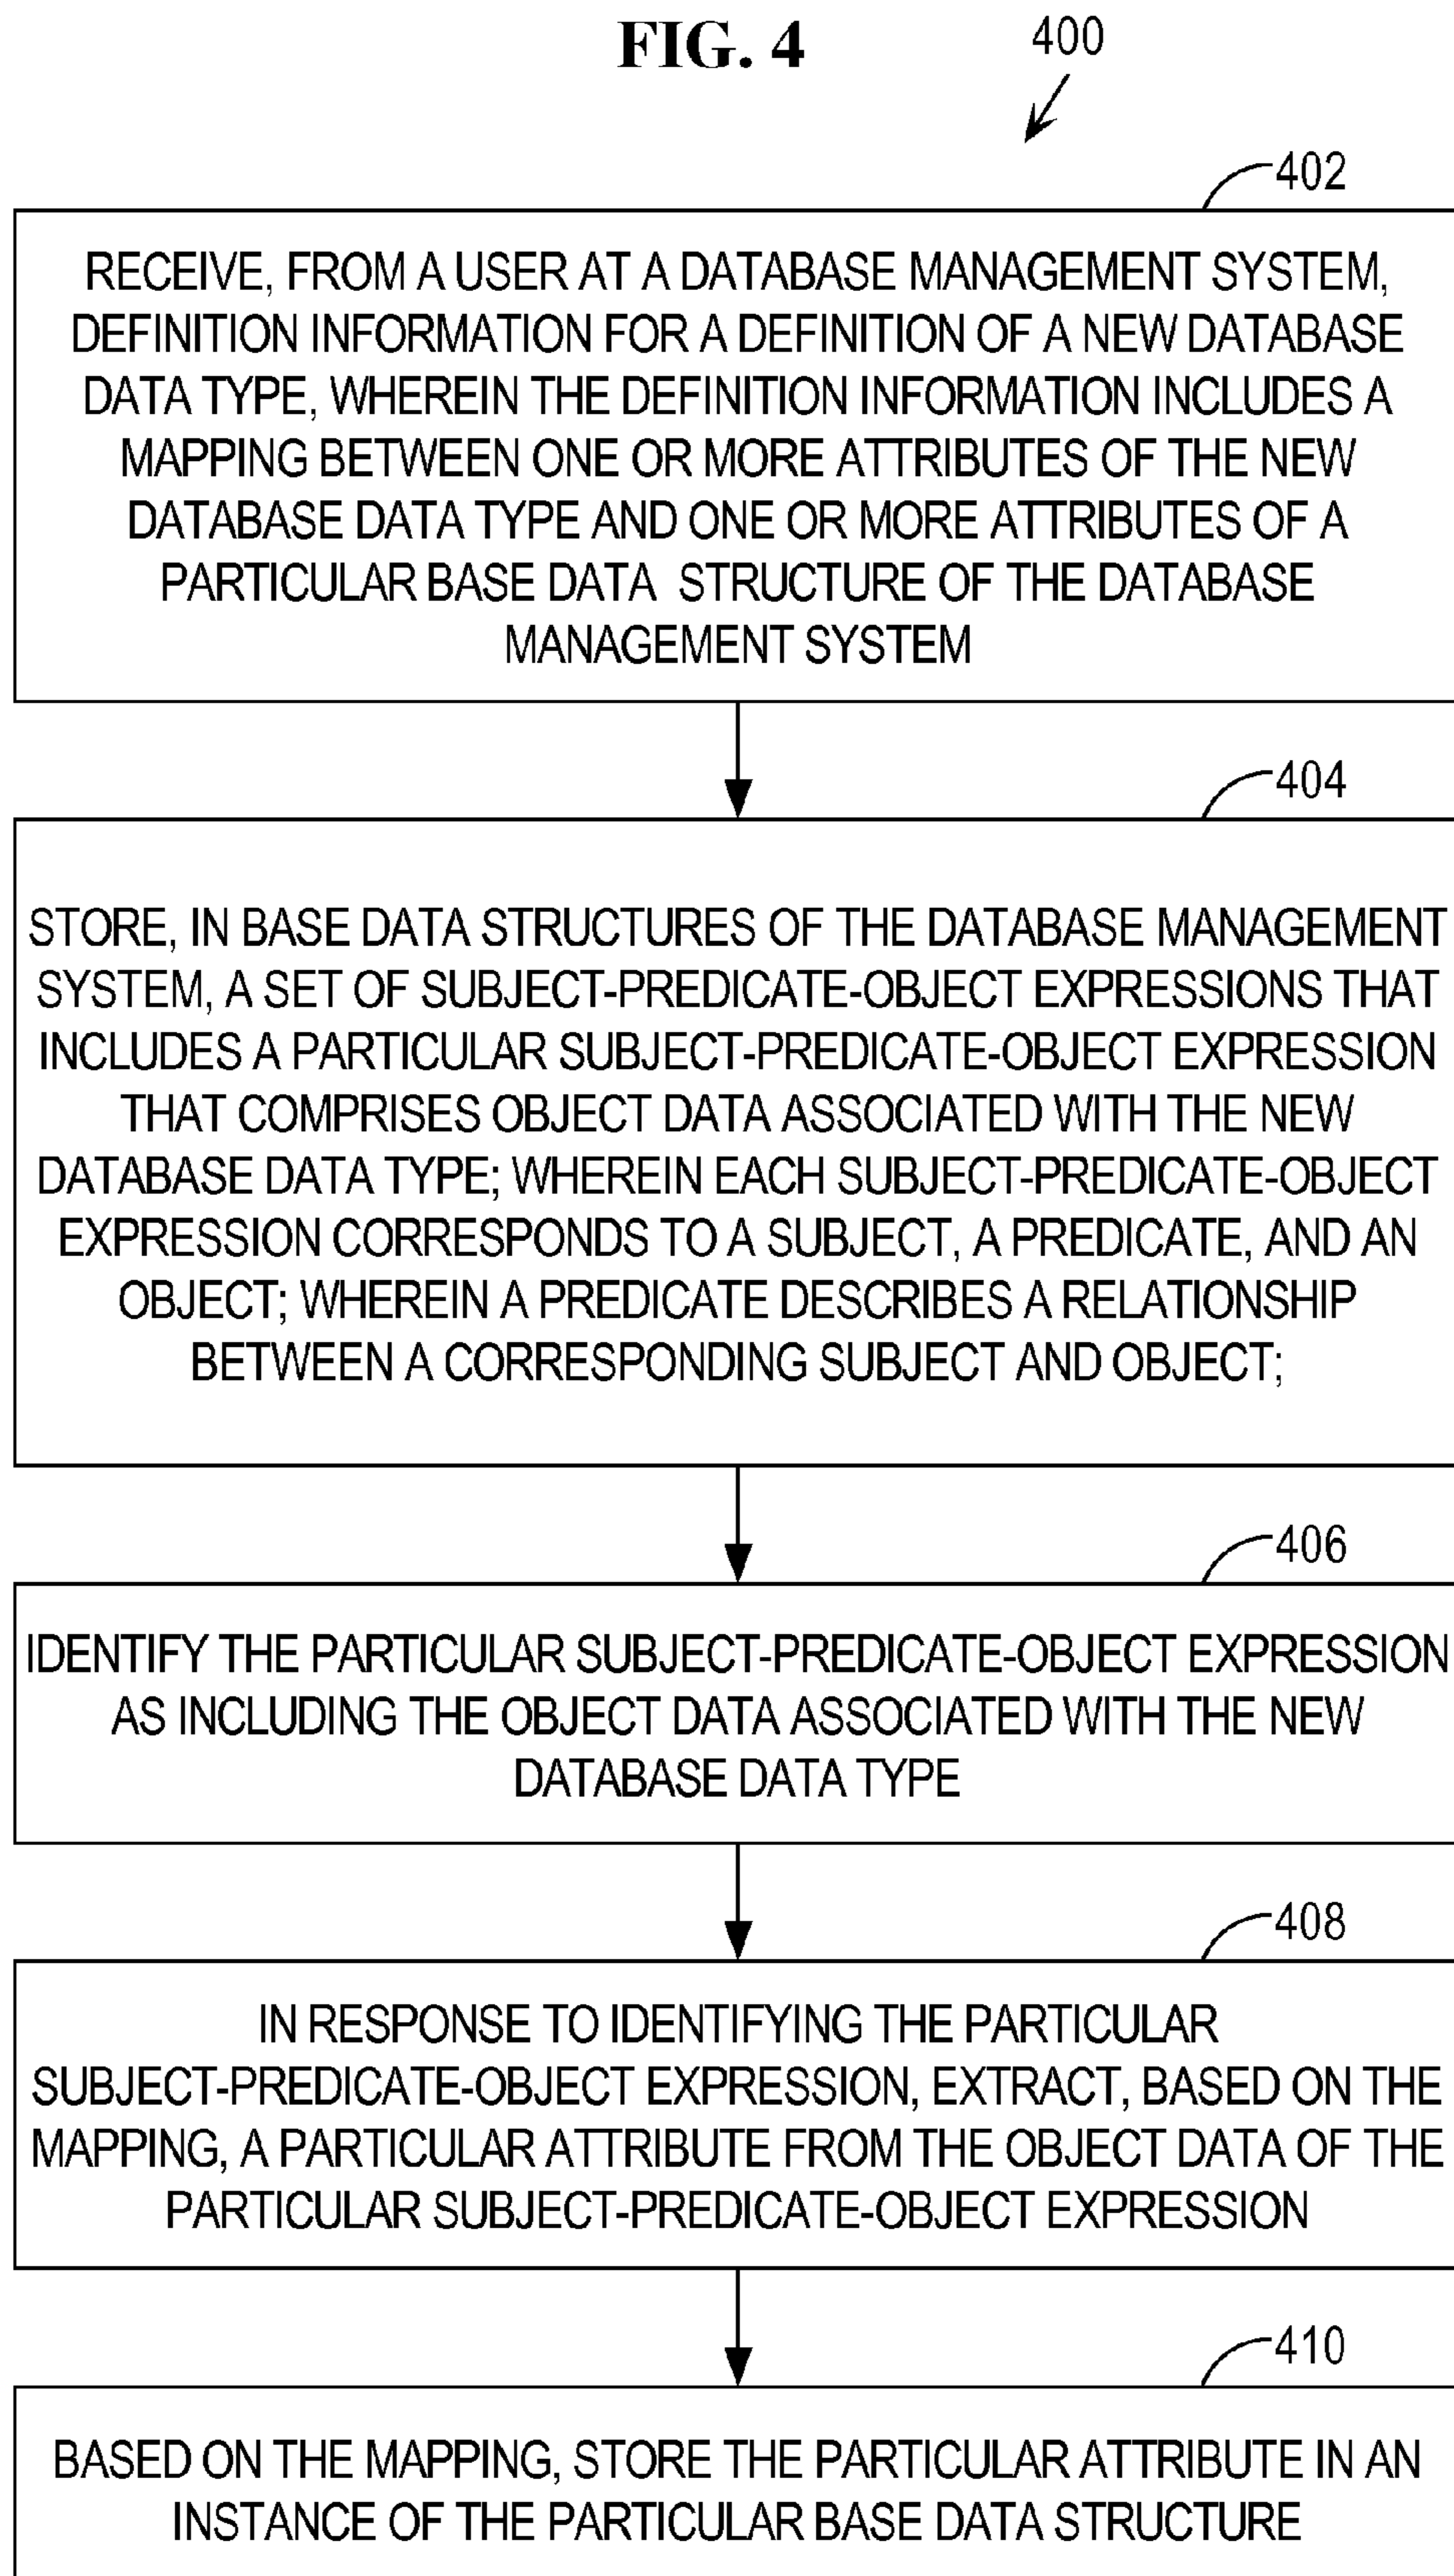 FIG. 4
400
402
RECEIVE, FROM A USER AT A DATABASE MANAGEMENT SYSTEM,
DEFINITION INFORMATION FOR A DEFINITION OF A NEW DATABASE
DATA TYPE, WHEREIN THE DEFINITION INFORMATION INCLUDES A
MAPPING BETWEEN ONE OR MORE ATTRIBUTES OF THE NEW
DATABASE DATA TYPE AND ONE OR MORE ATTRIBUTES OF A
PARTICULAR BASE DATA STRUCTURE OF THE DATABASE
MANAGEMENT SYSTEM
404
STORE, IN BASE DATA STRUCTURES OF THE DATABASE MANAGEMENT
SYSTEM, A SET OF SUBJECT-PREDICATE-OBJECT EXPRESSIONS THAT
INCLUDES A PARTICULAR SUBJECT-PREDICATE-OBJECT EXPRESSION
THAT COMPRISES OBJECT DATA ASSOCIATED WITH THE NEW
DATABASE DATA TYPE; WHEREIN EACH SUBJECT-PREDICATE-OBJECT
EXPRESSION CORRESPONDS TO A SUBJECT, A PREDICATE, AND AN
OBJECT; WHEREIN A PREDICATE DESCRIBES A RELATIONSHIP
BETWEEN A CORRESPONDING SUBJECT AND OBJECT;
406
IDENTIFY THE PARTICULAR SUBJECT-PREDICATE-OBJECT EXPRESSION
AS INCLUDING THE OBJECT DATA ASSOCIATED WITH THE NEW
DATABASE DATA TYPE
408
IN RESPONSE TO IDENTIFYING THE PARTICULAR
SUBJECT-PREDICATE-OBJECT EXPRESSION, EXTRACT, BASED ON THE
MAPPING, A PARTICULAR ATTRIBUTE FROM THE OBJECT DATA OF THE
PARTICULAR SUBJECT-PREDICATE-OBJECT EXPRESSION
410
BASED ON THE MAPPING, STORE THE PARTICULAR ATTRIBUTE IN AN
INSTANCE OF THE PARTICULAR BASE DATA STRUCTURE